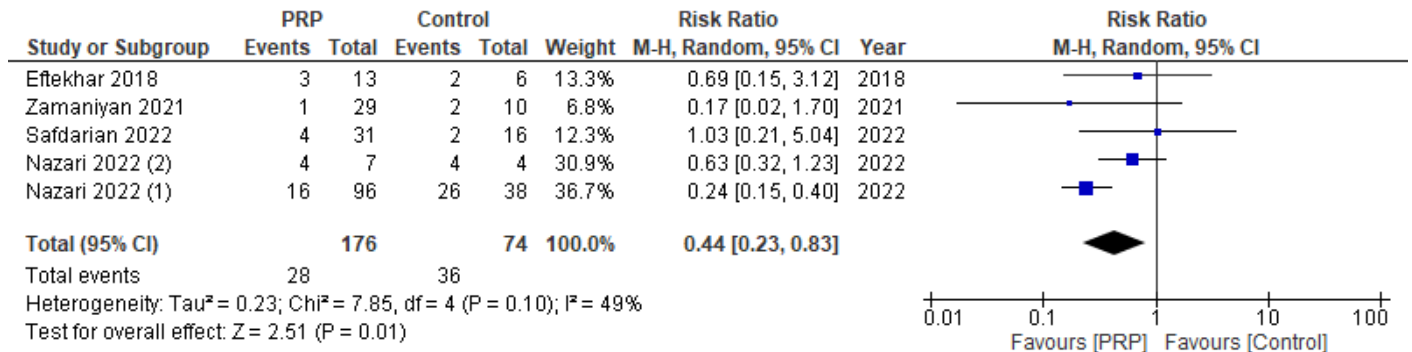 PRP Control Risk Ratio Risk Ratio
Study or Subgroup Events Total Events Total Weight M-H, Random, 95% CI Year M-H, Random, 95% CI
Eftekhar 2018 3 13 2 6 13.3% 0.69 [0.15, 3.12] 2018
Zamaniyan 2021 1 29 2 10 6.8% 0.17 [0.02, 1.70] 2021
Safdarian 2022 4 31 2 16 12.3% 1.03 [0.21, 5.04] 2022
Nazari 2022 (2) 4 7 4 4 30.9% 0.63 [0.32, 1.23] 2022
Nazari 2022 (1) 16 96 26 38 36.7% 0.24 [0.15, 0.40] 2022
Total (95% CI) 176 74 100.0% 0.44 [0.23, 0.83]
Total events 28 36
Heterogeneity: Tau² = 0.23; Chi² = 7.85, df = 4 (P = 0.10); I² = 49%
Test for overall effect: Z = 2.51 (P = 0.01)
0.01 0.1 1 10 100
Favours [PRP] Favours [Control]